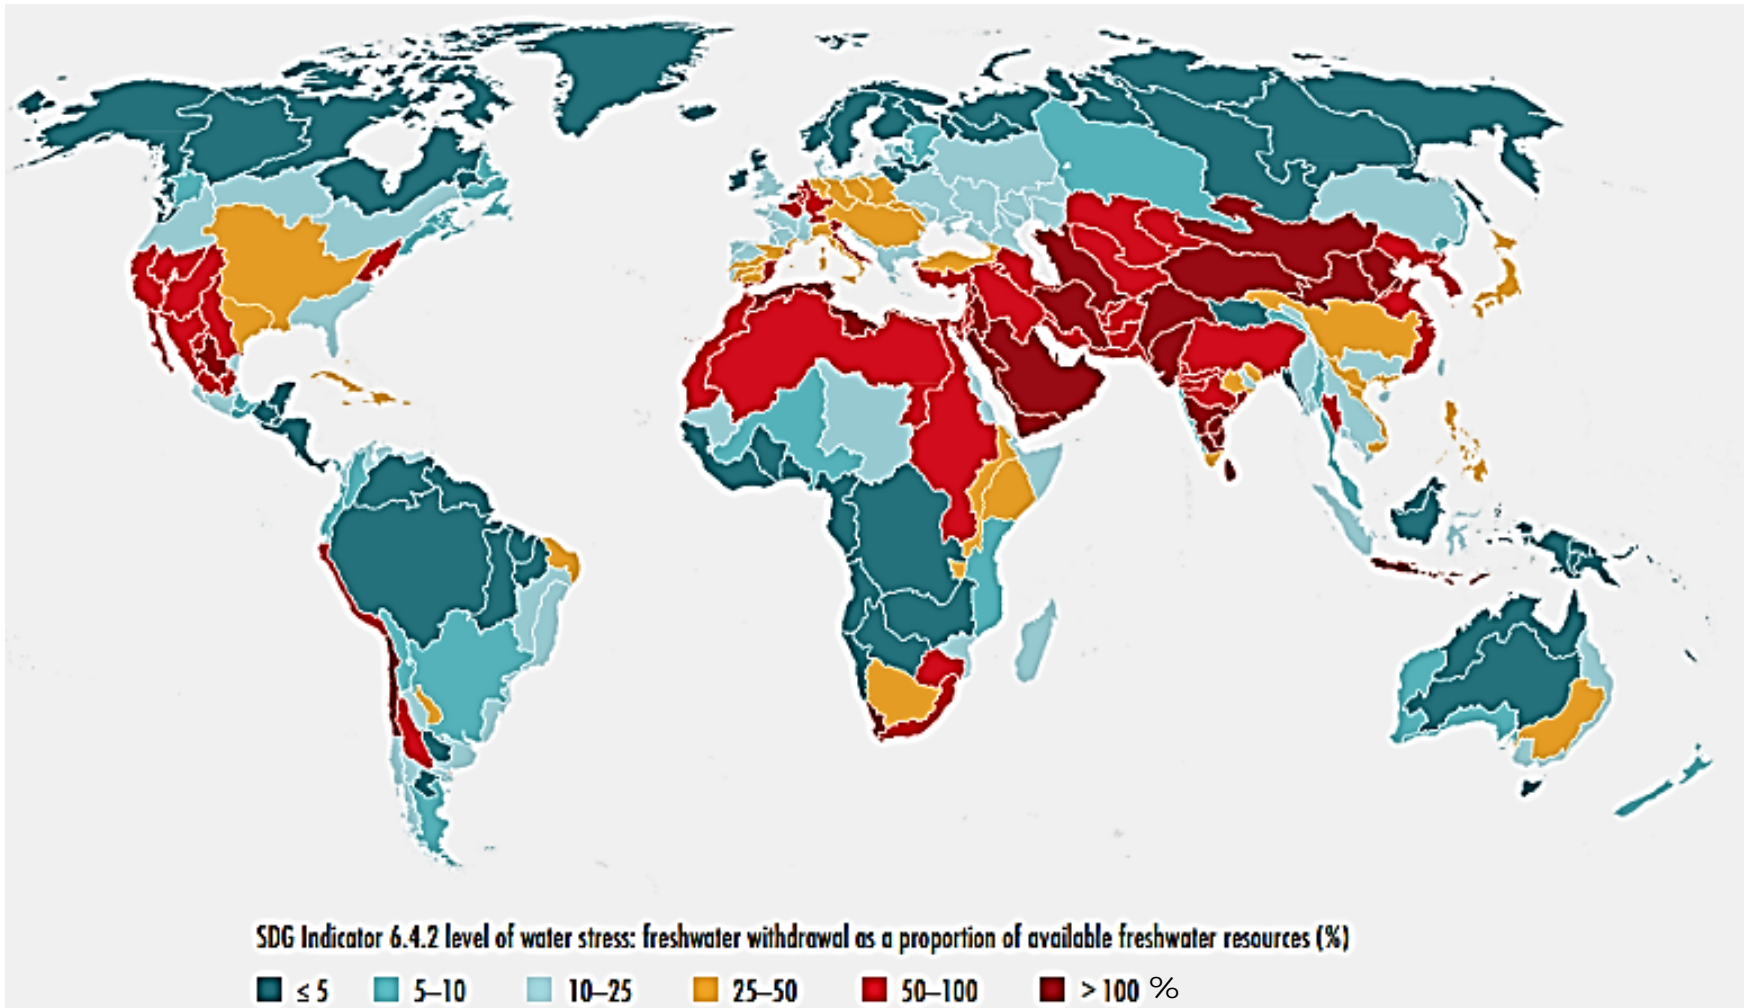 SDG Indicator 6.4.2 level of water stress: freshwater withdrawal as a proportion of available freshwater resources (%)
≤ 5 5–10 10–25 25–50 50–100 > 100 %